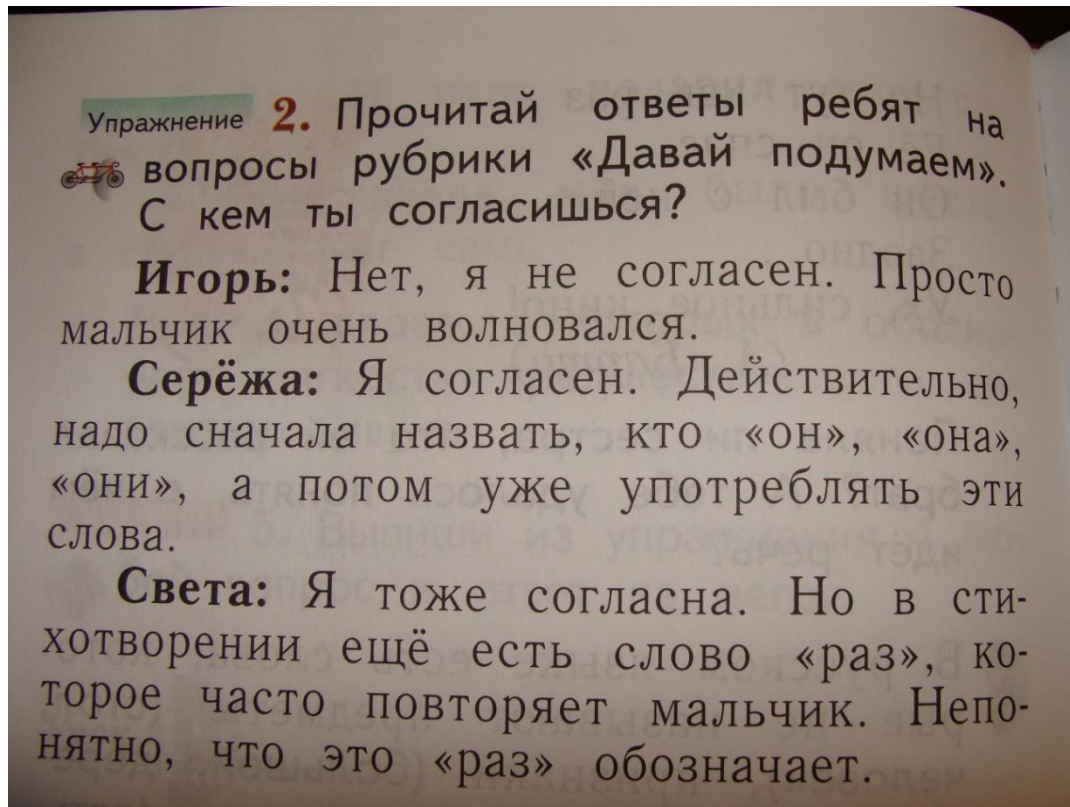 Упражнение 2. Прочитай ответы ребят на
вопросы рубрики «Давай подумаем».
С кем ты согласишься?
Игорь: Нет, я не согласен. Просто
мальчик очень волновался.
Серёжа: Я согласен. Действительно,
надо сначала назвать, кто «он», «она»,
«они», а потом уже употреблять эти
слова.
Света: Я тоже согласна. Но в сти-
хотворении ещё есть слово «раз», ко-
торое часто повторяет мальчик. Непо-
нятно, что это «раз» обозначает.